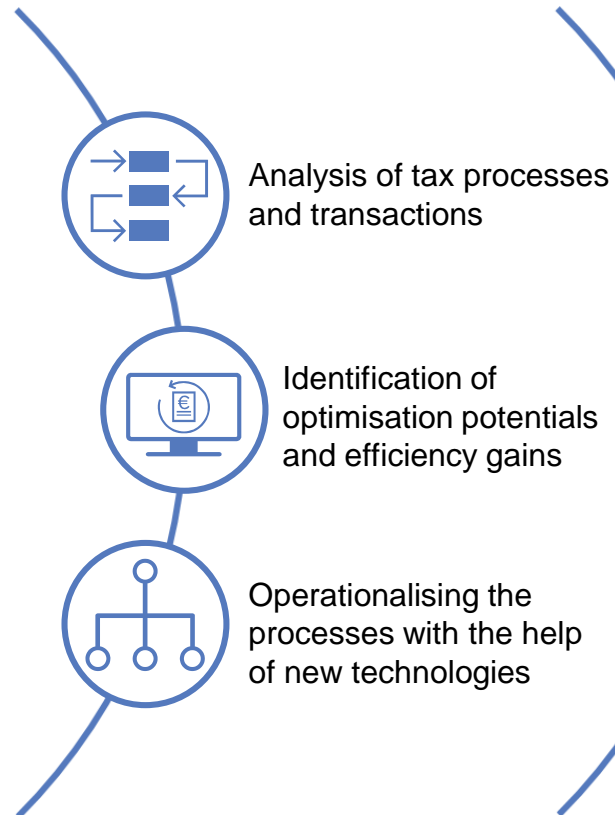 Analysis of tax processes
and transactions
€
Identification of
optimisation potentials
and efficiency gains
Operationalising the
processes with the help
of new technologies